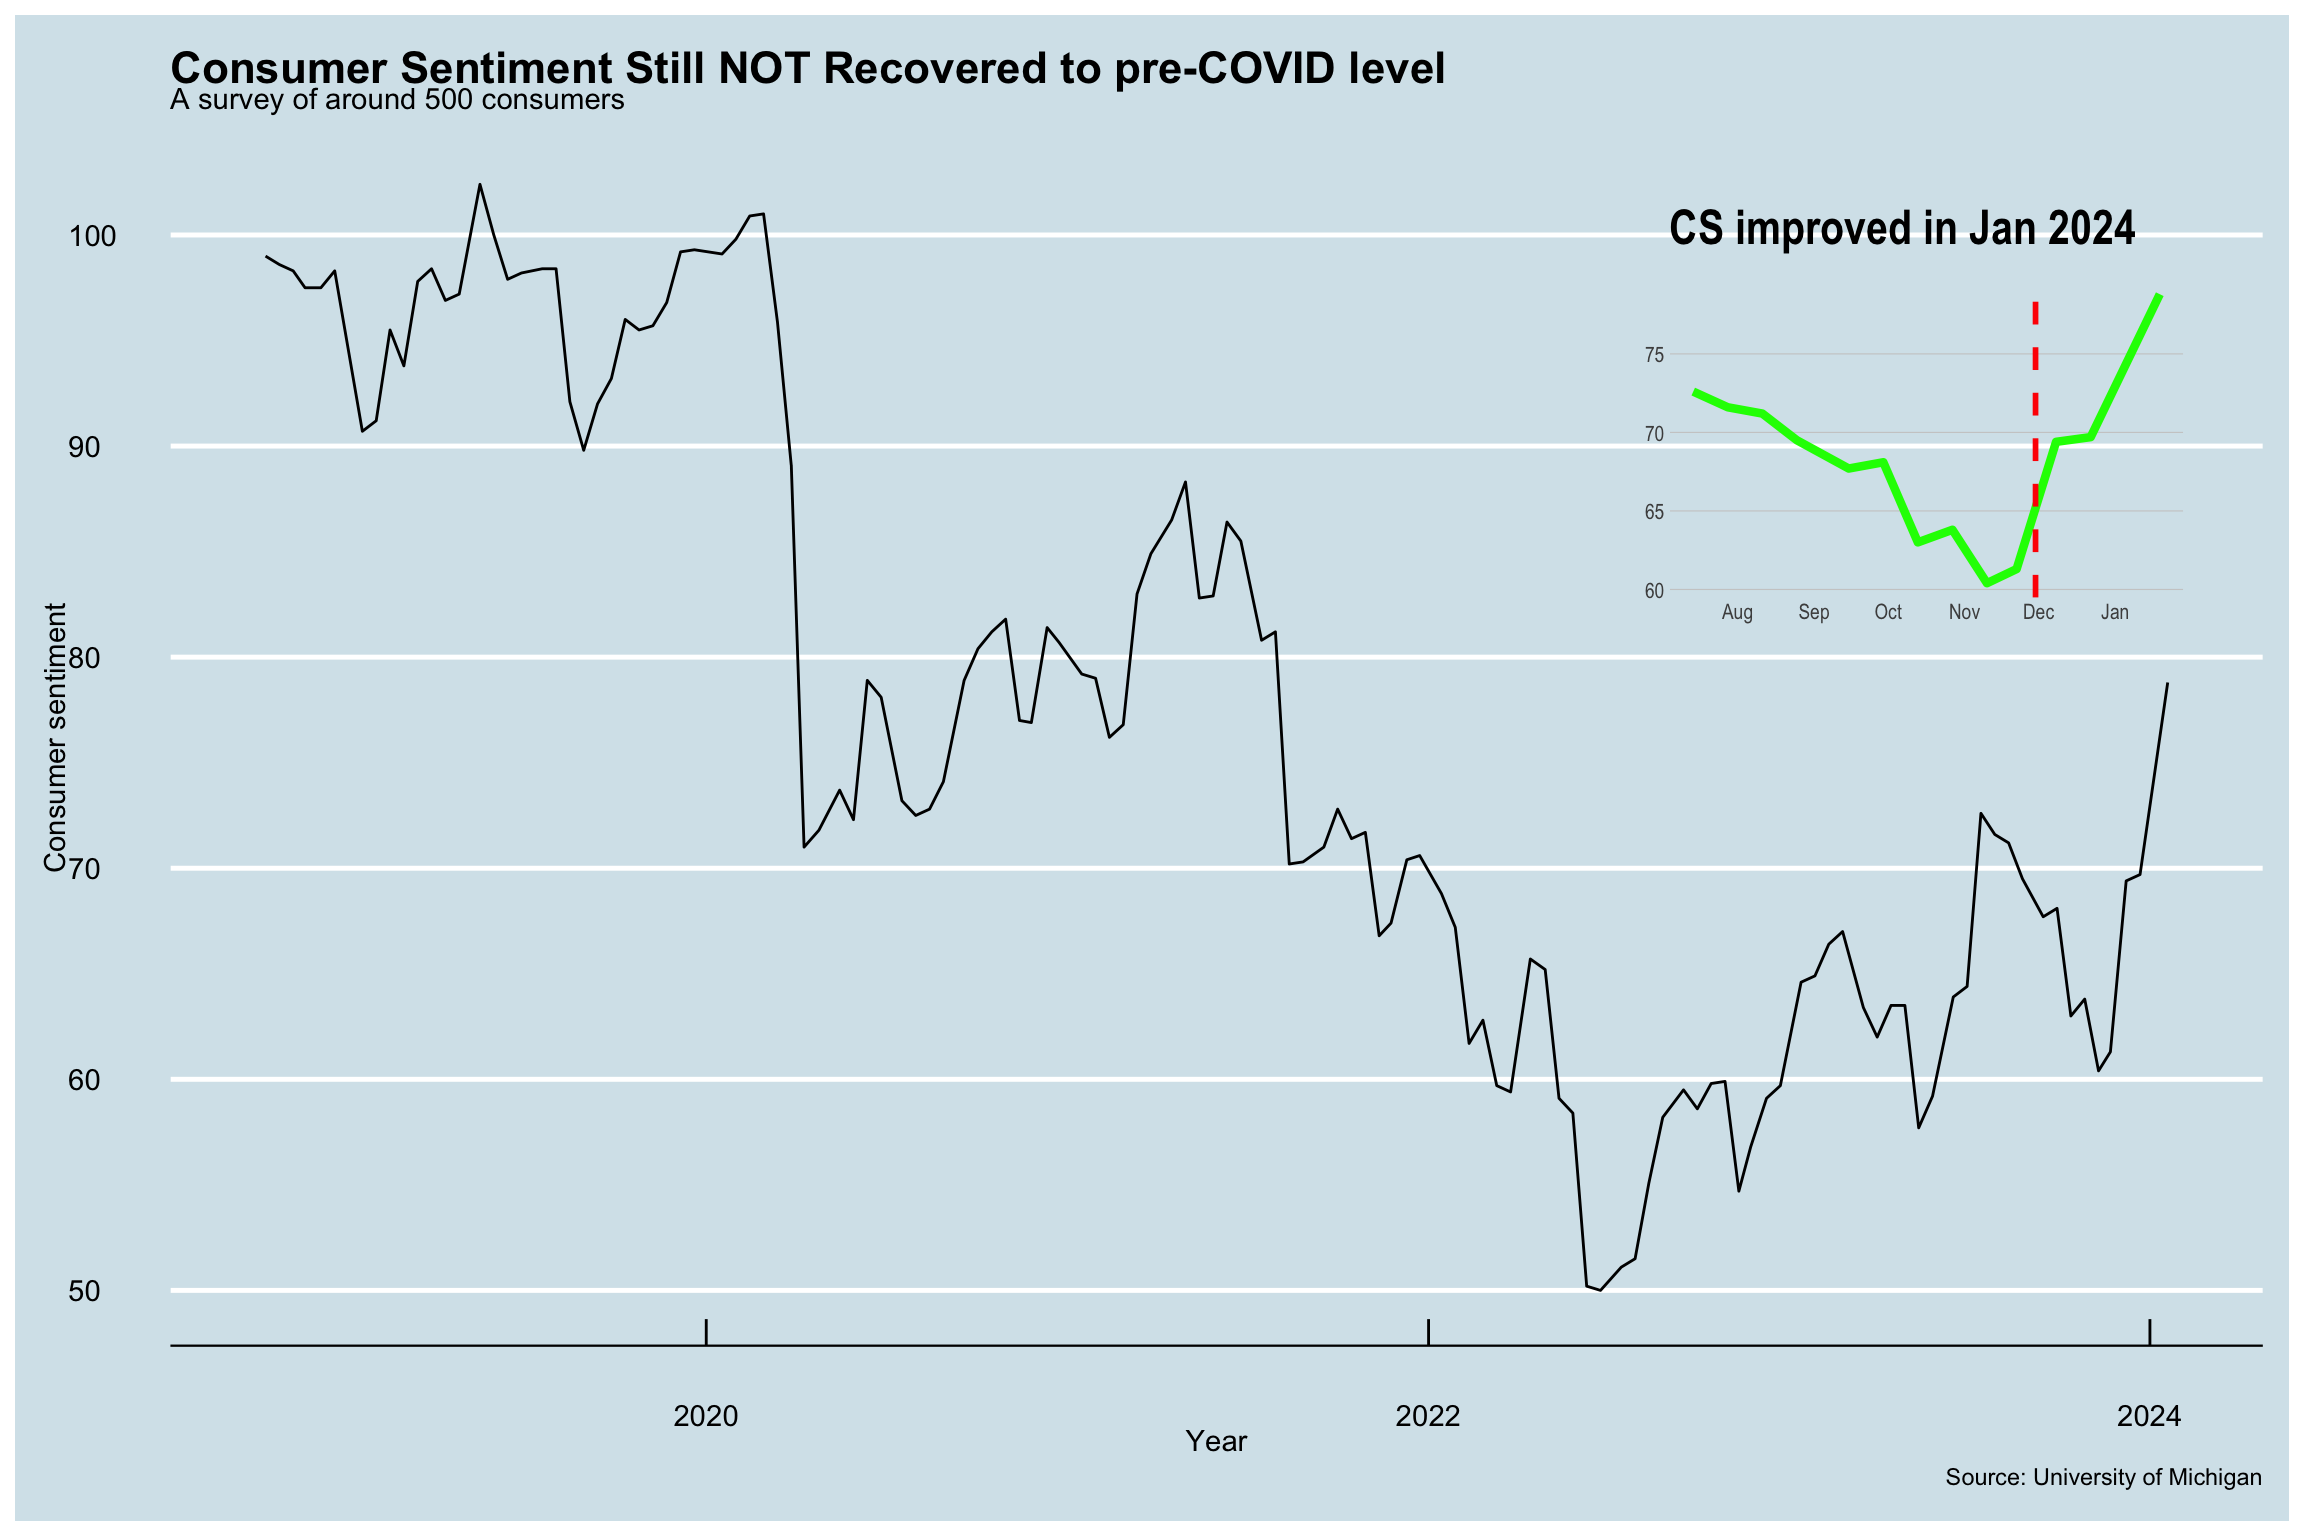 Consumer Sentiment Still NOT Recovered to pre-COVID level
A survey of around 500 consumers
CS improved in Jan 2024
75
70
65
60
Aug Sep Oct Nov Dec Jan
100
90
80
70
60
50
Consumer sentiment
2020 2022 2024
Year
Source: University of Michigan